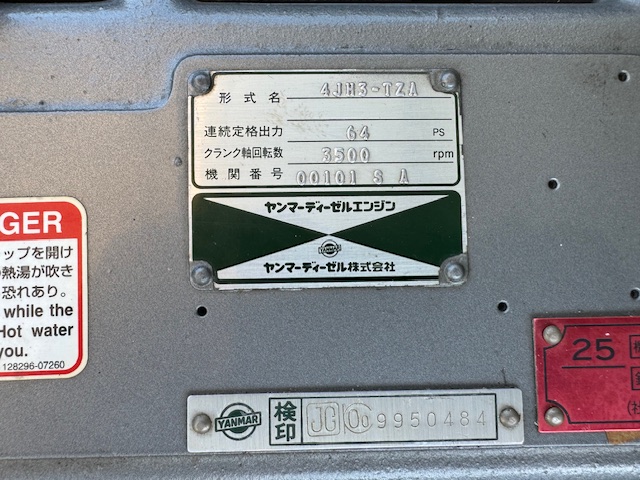 形式名 4JH3-TZA
連続定格出力 64 PS
クランク軸回転数 3500 rpm
機関番号 00101 S A
ヤンマーディーゼルエンジン
YANMAR
ヤンマーディーゼル株式会社
GER
ップを開け
熱湯が吹き
恐れあり。
while the
Hot water
you.
128296-07260
25
YANMAR 検印 JG 9950484